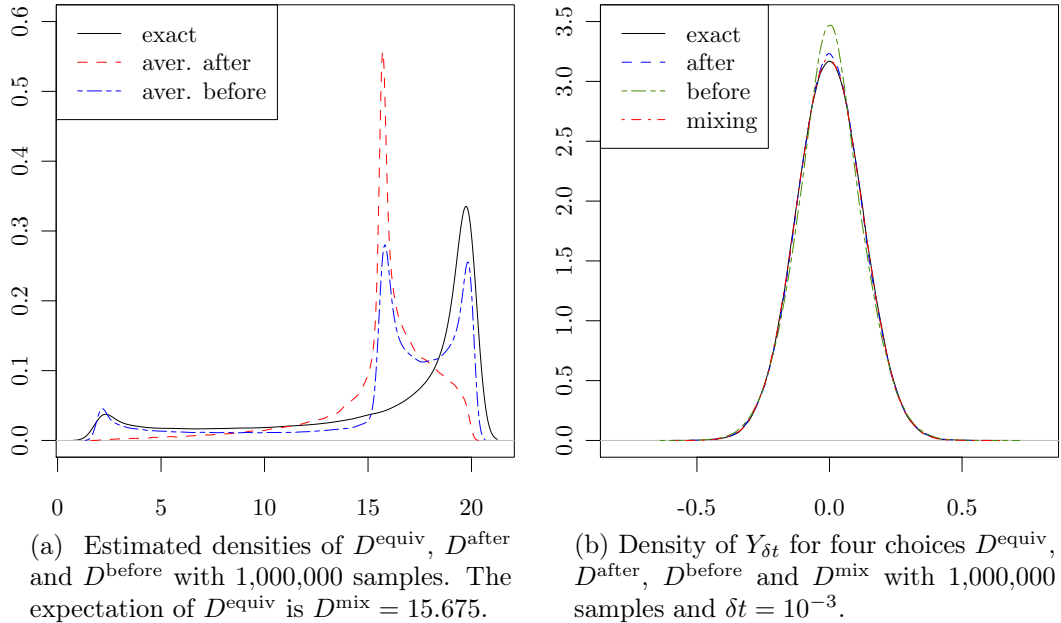 0.0 0.1 0.2 0.3 0.4 0.5 0.6
exact
aver. after
aver. before
0 5 10 15 20
(a) Estimated densities of D^equiv, D^after
and D^before with 1,000,000 samples. The
expectation of D^equiv is D^mix = 15.675.
0.0 0.5 1.0 1.5 2.0 2.5 3.0 3.5
exact
after
before
mixing
-0.5 0.0 0.5
(b) Density of Y_δt for four choices D^equiv,
D^after, D^before and D^mix with 1,000,000
samples and δt = 10^−3.